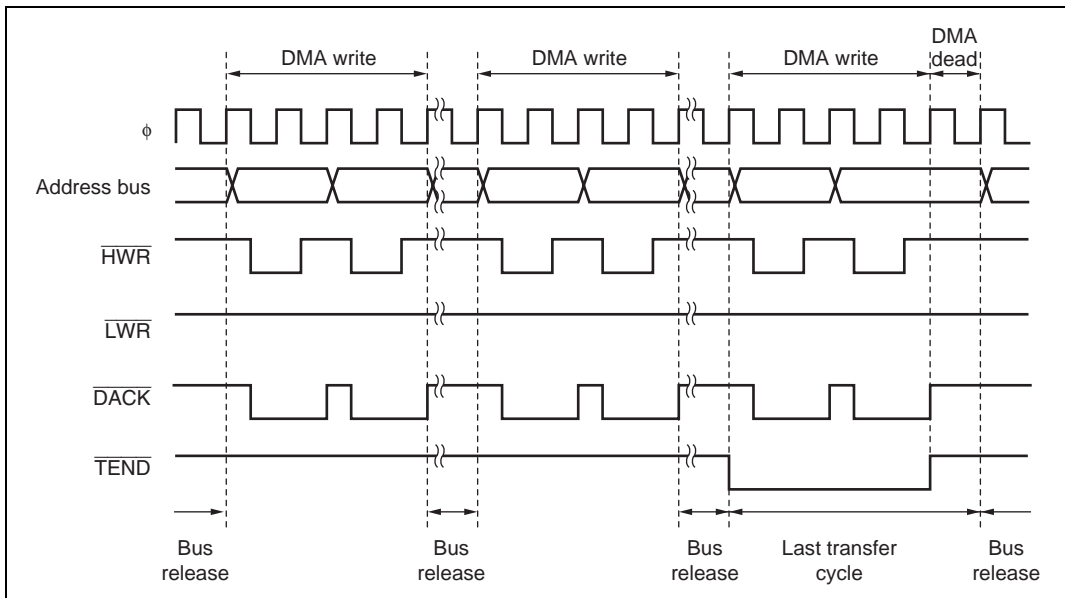 DMA
dead
DMA write
DMA write
DMA write
ϕ
Address bus
HWR
LWR
DACK
TEND
Bus
release
Bus
release
Bus
release
Last transfer
cycle
Bus
release